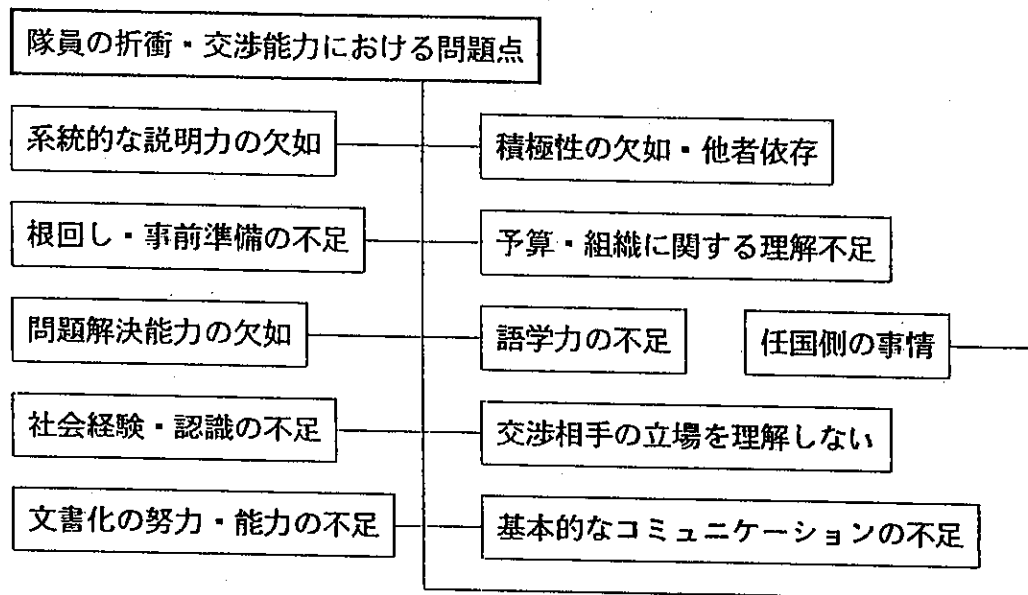 隊員の折衝・交渉能力における問題点
系統的な説明力の欠如
積極性の欠如・他者依存
根回し・事前準備の不足
予算・組織に関する理解不足
問題解決能力の欠如
語学力の不足
任国側の事情
社会経験・認識の不足
交渉相手の立場を理解しない
文書化の努力・能力の不足
基本的なコミュニケーションの不足